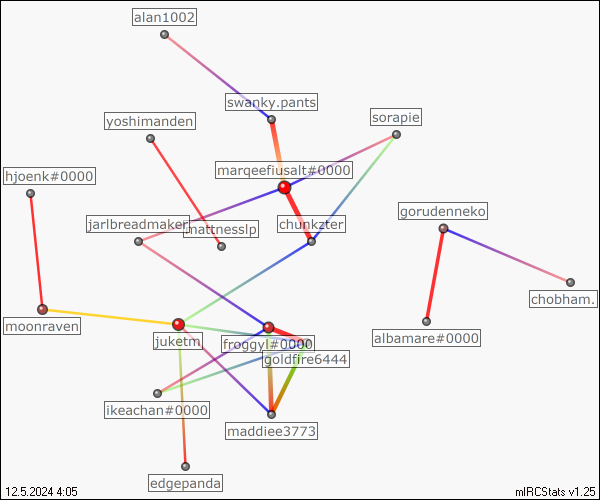 alan1002
swanky.pants
yoshimanden
sorapie
hjoenk#0000
marqeefiusalt#0000
gorudenneko
jarlbreadmaker
mattnesslp
chunkzter
chobham.
moonraven
juketm
froggyl#0000
albamare#0000
goldfire6444
ikeachan#0000
maddiee3773
edgepanda
12.5.2024 4:05
mIRCStats v1.25